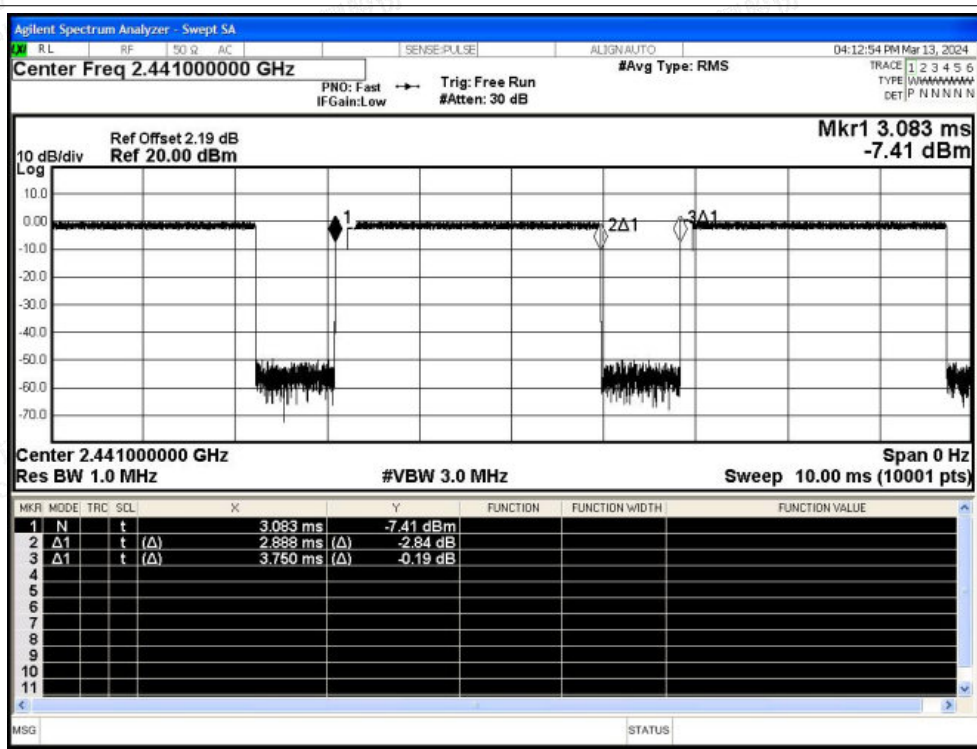 Agilent Spectrum Analyzer - Swept SA
RL RF 50 Ω AC SENSE:PULSE ALIGN AUTO 04:12:54 PM Mar 13, 2024
Center Freq 2.441000000 GHz #Avg Type: RMS TRACE 1 2 3 4 5 6
PNO: Fast Trig: Free Run TYPE
IFGain:Low #Atten: 30 dB DET P N N N N N
Mkr1 3.083 ms
Ref Offset 2.19 dB
10 dB/div Ref 20.00 dBm -7.41 dBm
Log
10.0
0.00
-10.0
-20.0
-30.0
-40.0
-50.0
-60.0
-70.0
1 2Δ1 3Δ1
Center 2.441000000 GHz Span 0 Hz
Res BW 1.0 MHz #VBW 3.0 MHz Sweep 10.00 ms (10001 pts)
MKR MODE TRC SCL X Y FUNCTION FUNCTION WIDTH FUNCTION VALUE
1 N t 3.083 ms -7.41 dBm
2 Δ1 t (Δ) 2.888 ms (Δ) -2.84 dB
3 Δ1 t (Δ) 3.750 ms (Δ) -0.19 dB
4
5
6
7
8
9
10
11
MSG STATUS